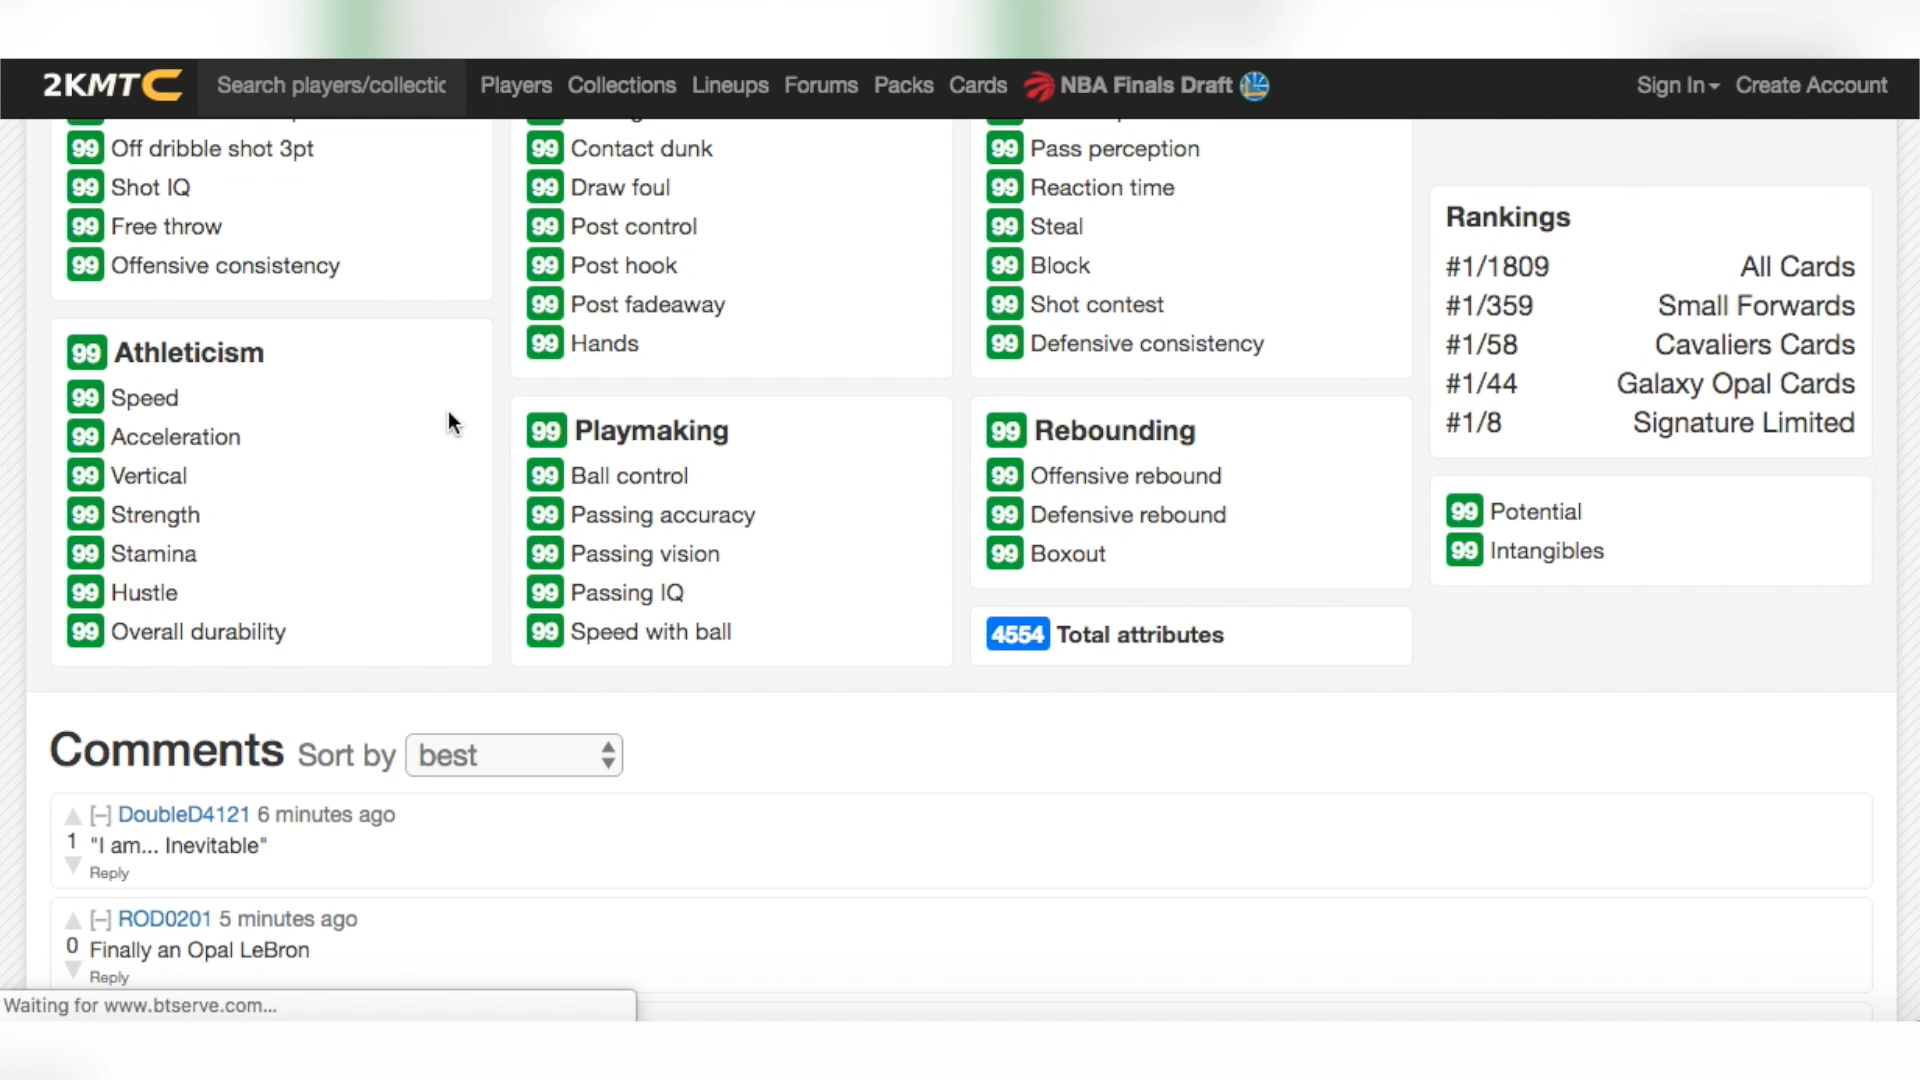 2KMTC Search players/collectic Players Collections Lineups Forums Packs Cards NBA Finals Draft Sign In Create Account
99 Off dribble shot 3pt
99 Shot IQ
99 Free throw
99 Offensive consistency
99 Athleticism
99 Speed
99 Acceleration
99 Vertical
99 Strength
99 Stamina
99 Hustle
99 Overall durability
99 Contact dunk
99 Draw foul
99 Post control
99 Post hook
99 Post fadeaway
99 Hands
99 Playmaking
99 Ball control
99 Passing accuracy
99 Passing vision
99 Passing IQ
99 Speed with ball
99 Pass perception
99 Reaction time
99 Steal
99 Block
99 Shot contest
99 Defensive consistency
99 Rebounding
99 Offensive rebound
99 Defensive rebound
99 Boxout
4554 Total attributes
Rankings
#1/1809 All Cards
#1/359 Small Forwards
#1/58 Cavaliers Cards
#1/44 Galaxy Opal Cards
#1/8 Signature Limited
99 Potential
99 Intangibles
Comments Sort by best
[–] DoubleD4121 6 minutes ago
1 "I am... Inevitable"
Reply
[–] ROD0201 5 minutes ago
0 Finally an Opal LeBron
Reply
Waiting for www.btserve.com...